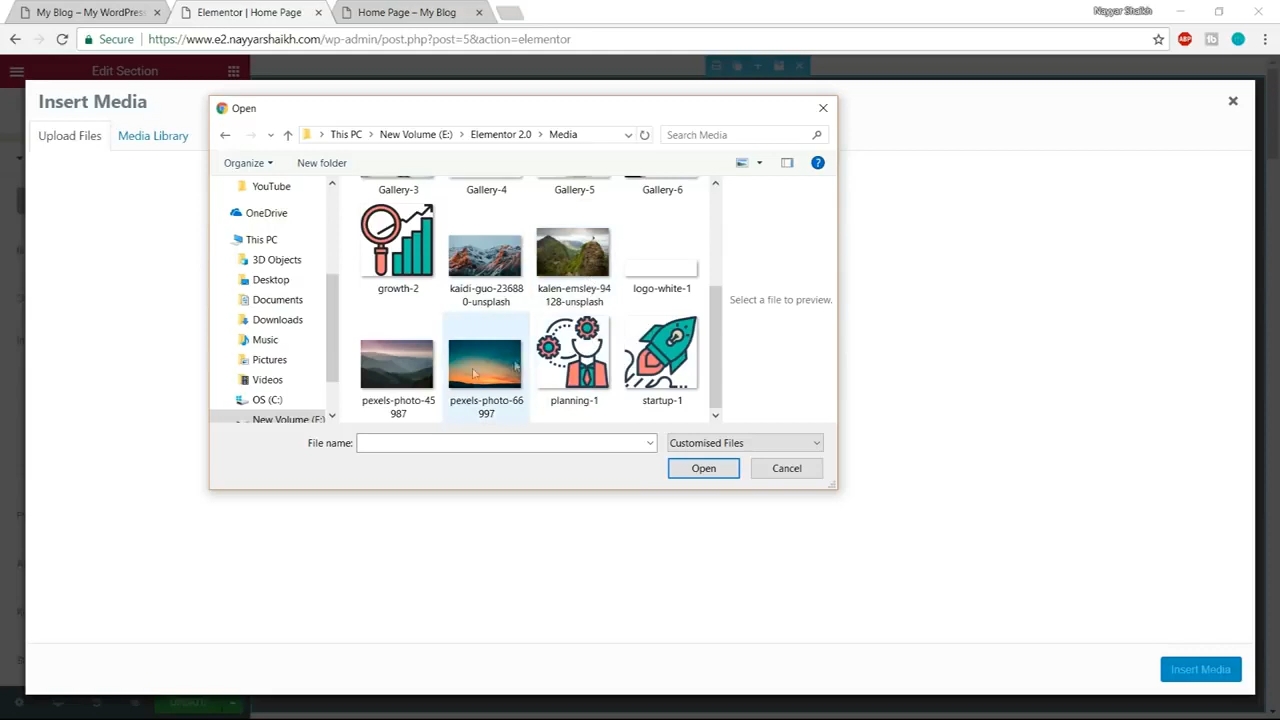 My Blog – My WordPress
Elementor | Home Page
Home Page – My Blog
Nayyar Shaikh
Secure
https://www.e2.nayyarshaikh.com/wp-admin/post.php?post=5&action=elementor
ABP
Edit Section
Insert Media
Upload Files
Media Library
Open
This PC
New Volume (E:)
Elementor 2.0
Media
Search Media
Organize
New folder
YouTube
OneDrive
This PC
3D Objects
Desktop
Documents
Downloads
Music
Pictures
Videos
OS (C:)
New Volume (E:)
Gallery-3
Gallery-4
Gallery-5
Gallery-6
growth-2
kaidi-guo-23688
0-unsplash
kalen-emsley-94
128-unsplash
logo-white-1
pexels-photo-45
987
pexels-photo-66
997
planning-1
startup-1
Select a file to preview.
File name:
Customised Files
Open
Cancel
Insert Media
UPDATE